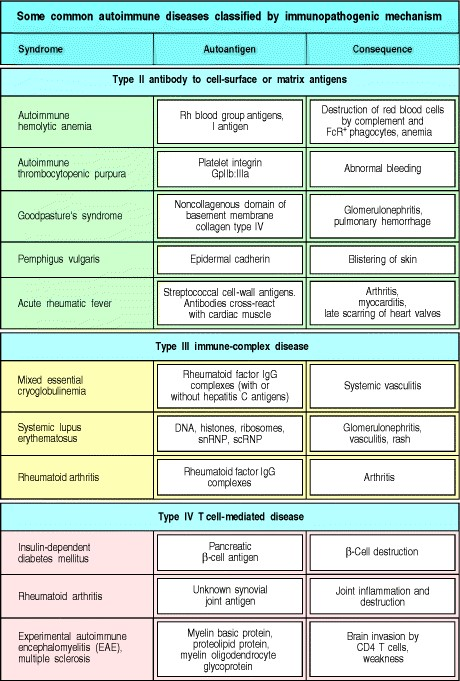 Some common autoimmune diseases classified by immunopathogenic mechanism
Syndrome
Autoantigen
Consequence
Type II antibody to cell-surface or matrix antigens
Autoimmune
hemolytic anemia
Rh blood group antigens,
I antigen
Destruction of red blood cells
by complement and
FcR⁺ phagocytes, anemia
Autoimmune
thrombocytopenic purpura
Platelet integrin
GpIIb:IIIa
Abnormal bleeding
Goodpasture's syndrome
Noncollagenous domain of
basement membrane
collagen type IV
Glomerulonephritis,
pulmonary hemorrhage
Pemphigus vulgaris
Epidermal cadherin
Blistering of skin
Acute rheumatic fever
Streptococcal cell-wall antigens.
Antibodies cross-react
with cardiac muscle
Arthritis,
myocarditis,
late scarring of heart valves
Type III immune-complex disease
Mixed essential
cryoglobulinemia
Rheumatoid factor IgG
complexes (with or
without hepatitis C antigens)
Systemic vasculitis
Systemic lupus
erythematosus
DNA, histones, ribosomes,
snRNP, scRNP
Glomerulonephritis,
vasculitis, rash
Rheumatoid arthritis
Rheumatoid factor IgG
complexes
Arthritis
Type IV T cell-mediated disease
Insulin-dependent
diabetes mellitus
Pancreatic
β-cell antigen
β-Cell destruction
Rheumatoid arthritis
Unknown synovial
joint antigen
Joint inflammation and
destruction
Experimental autoimmune
encephalomyelitis (EAE),
multiple sclerosis
Myelin basic protein,
proteolipid protein,
myelin oligodendrocyte
glycoprotein
Brain invasion by
CD4 T cells,
weakness